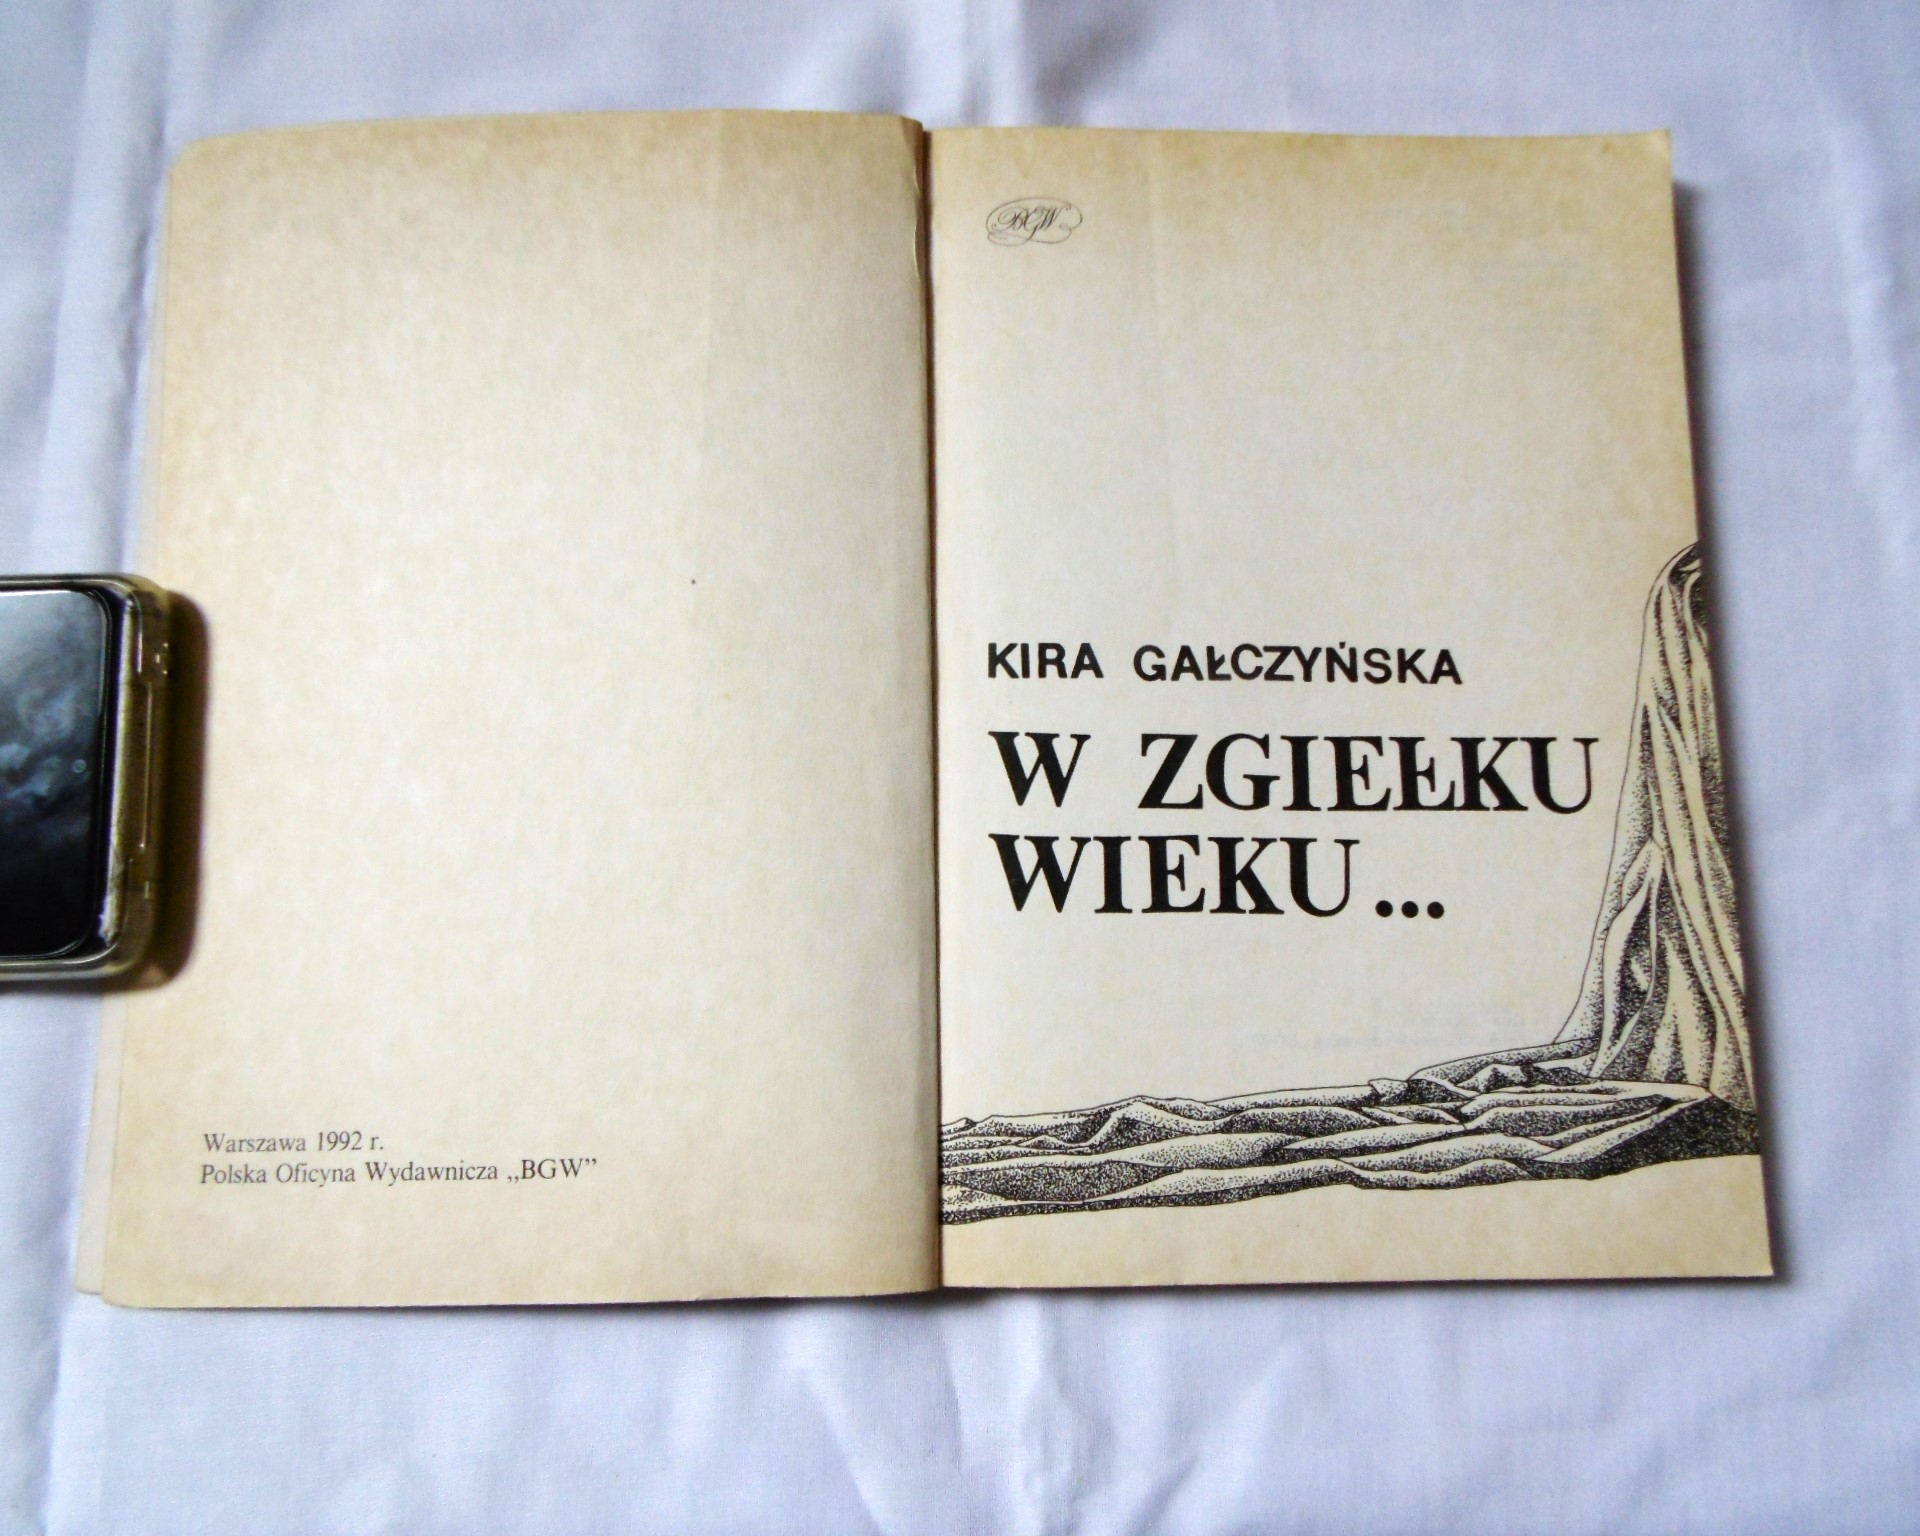 Warszawa 1992 r.
Polska Oficyna Wydawnicza „BGW”
BGW
KIRA GAŁCZYŃSKA
W ZGIEŁKU
WIEKU...